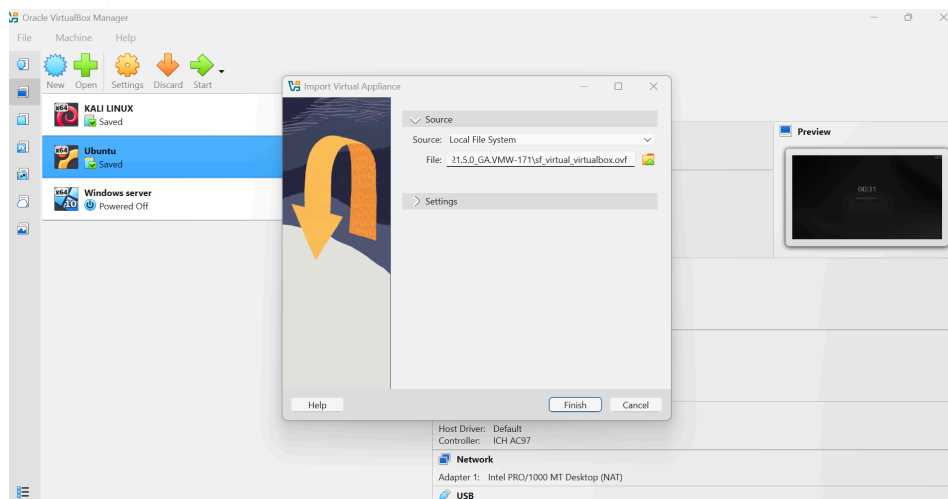 Oracle VirtualBox Manager
File Machine Help
New Open Settings Discard Start
KALI LINUX
Saved
Ubuntu
Saved
Windows server
Powered Off
Import Virtual Appliance
Source
Source: Local File System
File: 21.5.0_GA.VMW-171\sf_virtual_virtualbox.ovf
Settings
Help Finish Cancel
Preview
00:31
Host Driver: Default
Controller: ICH AC97
Network
Adapter 1: Intel PRO/1000 MT Desktop (NAT)
USB